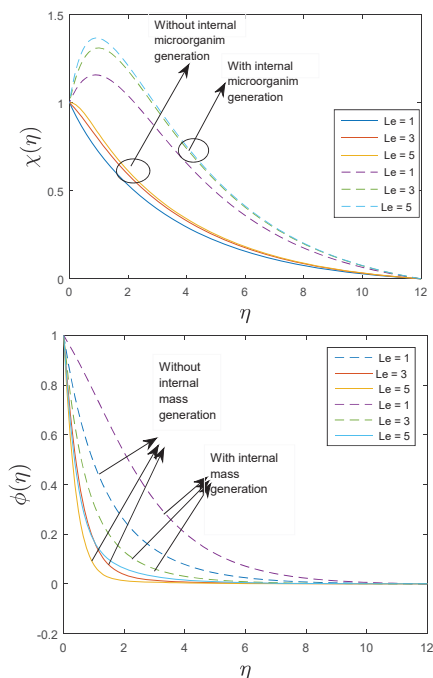 Without internal
microorganim
generation
With internal
microorganim
generation
1.5
1
0.5
0
χ(η)
Le = 1
Le = 3
Le = 5
Le = 1
Le = 3
Le = 5
0 2 4 6 8 10 12
η
1
0.8
0.6
0.4
0.2
0
-0.2
ϕ(η)
Without
internal
mass
generation
With internal
mass
generation
Le = 1
Le = 3
Le = 5
Le = 1
Le = 3
Le = 5
0 2 4 6 8 10 12
η